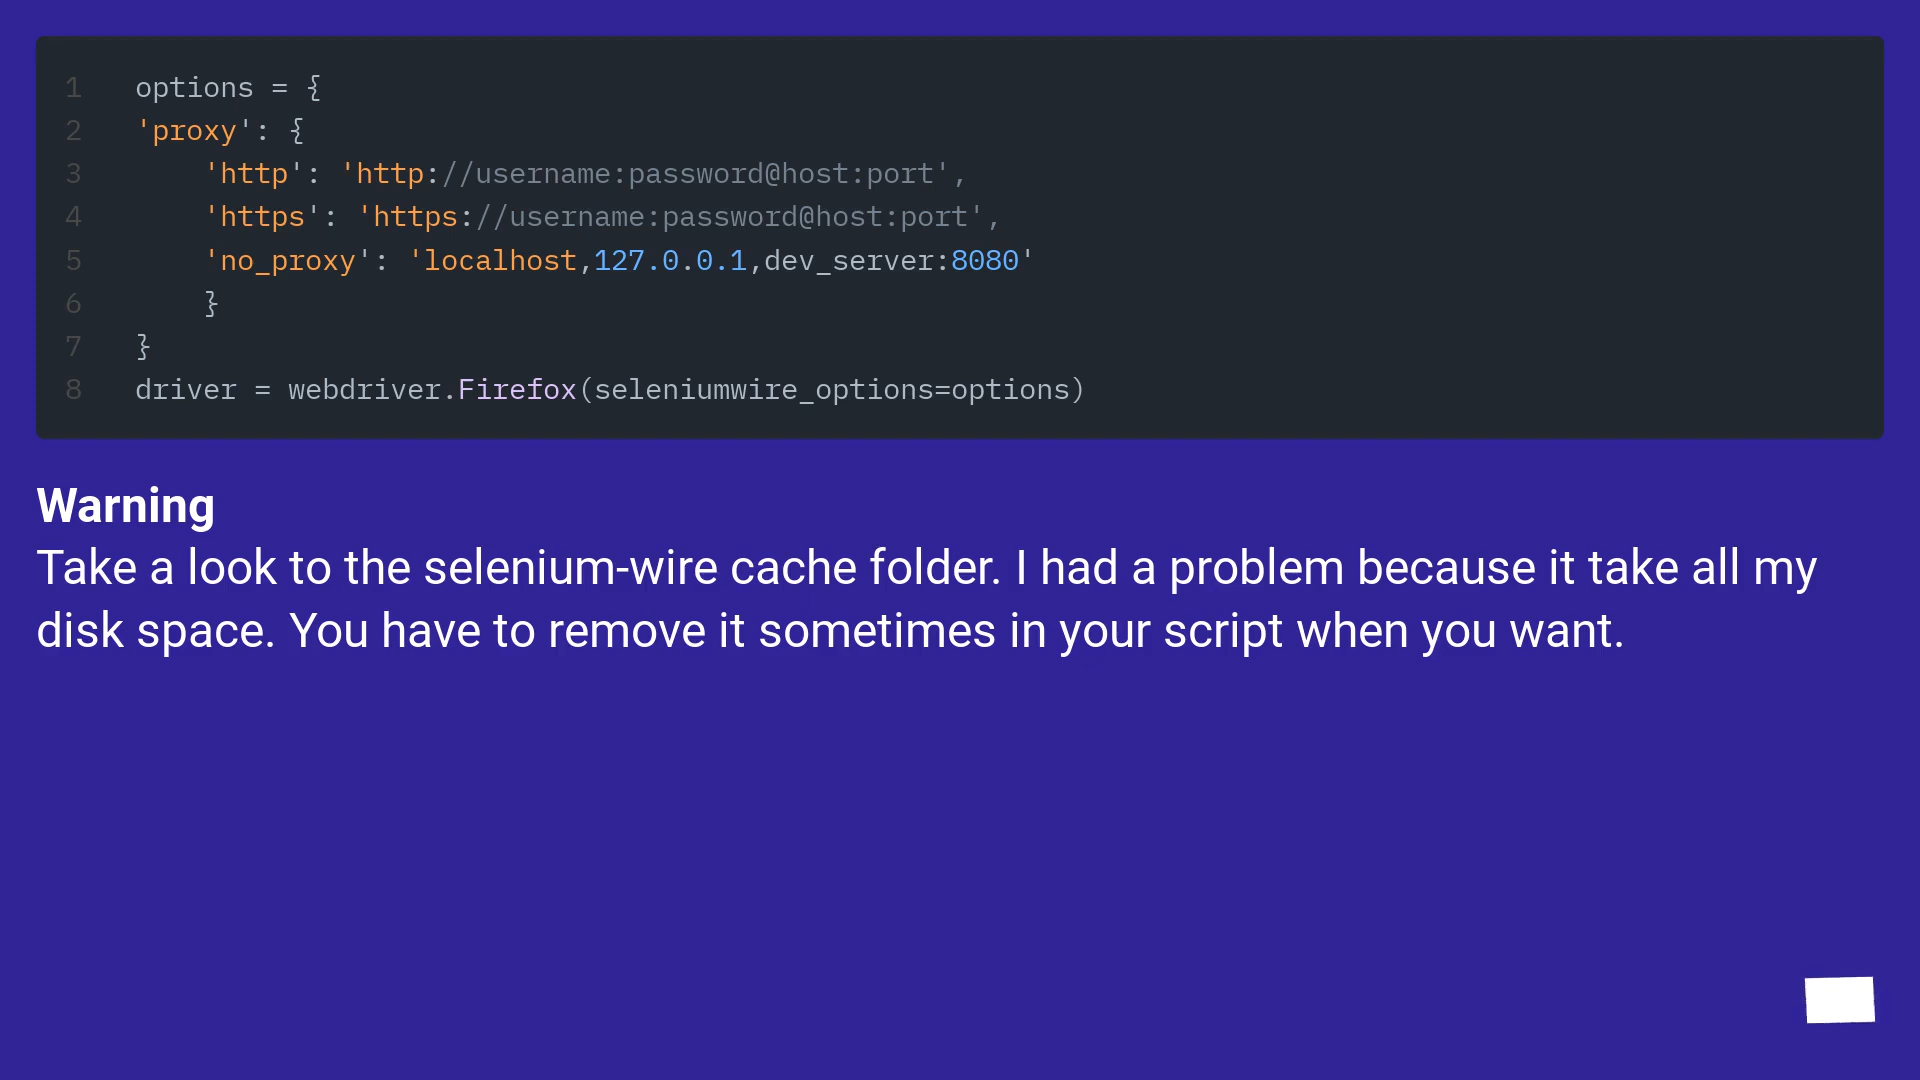 1 options = {
2 'proxy': {
3 'http': 'http://username:password@host:port',
4 'https': 'https://username:password@host:port',
5 'no_proxy': 'localhost,127.0.0.1,dev_server:8080'
6 }
7 }
8 driver = webdriver.Firefox(seleniumwire_options=options)
Warning
Take a look to the selenium-wire cache folder. I had a problem because it take all my
disk space. You have to remove it sometimes in your script when you want.